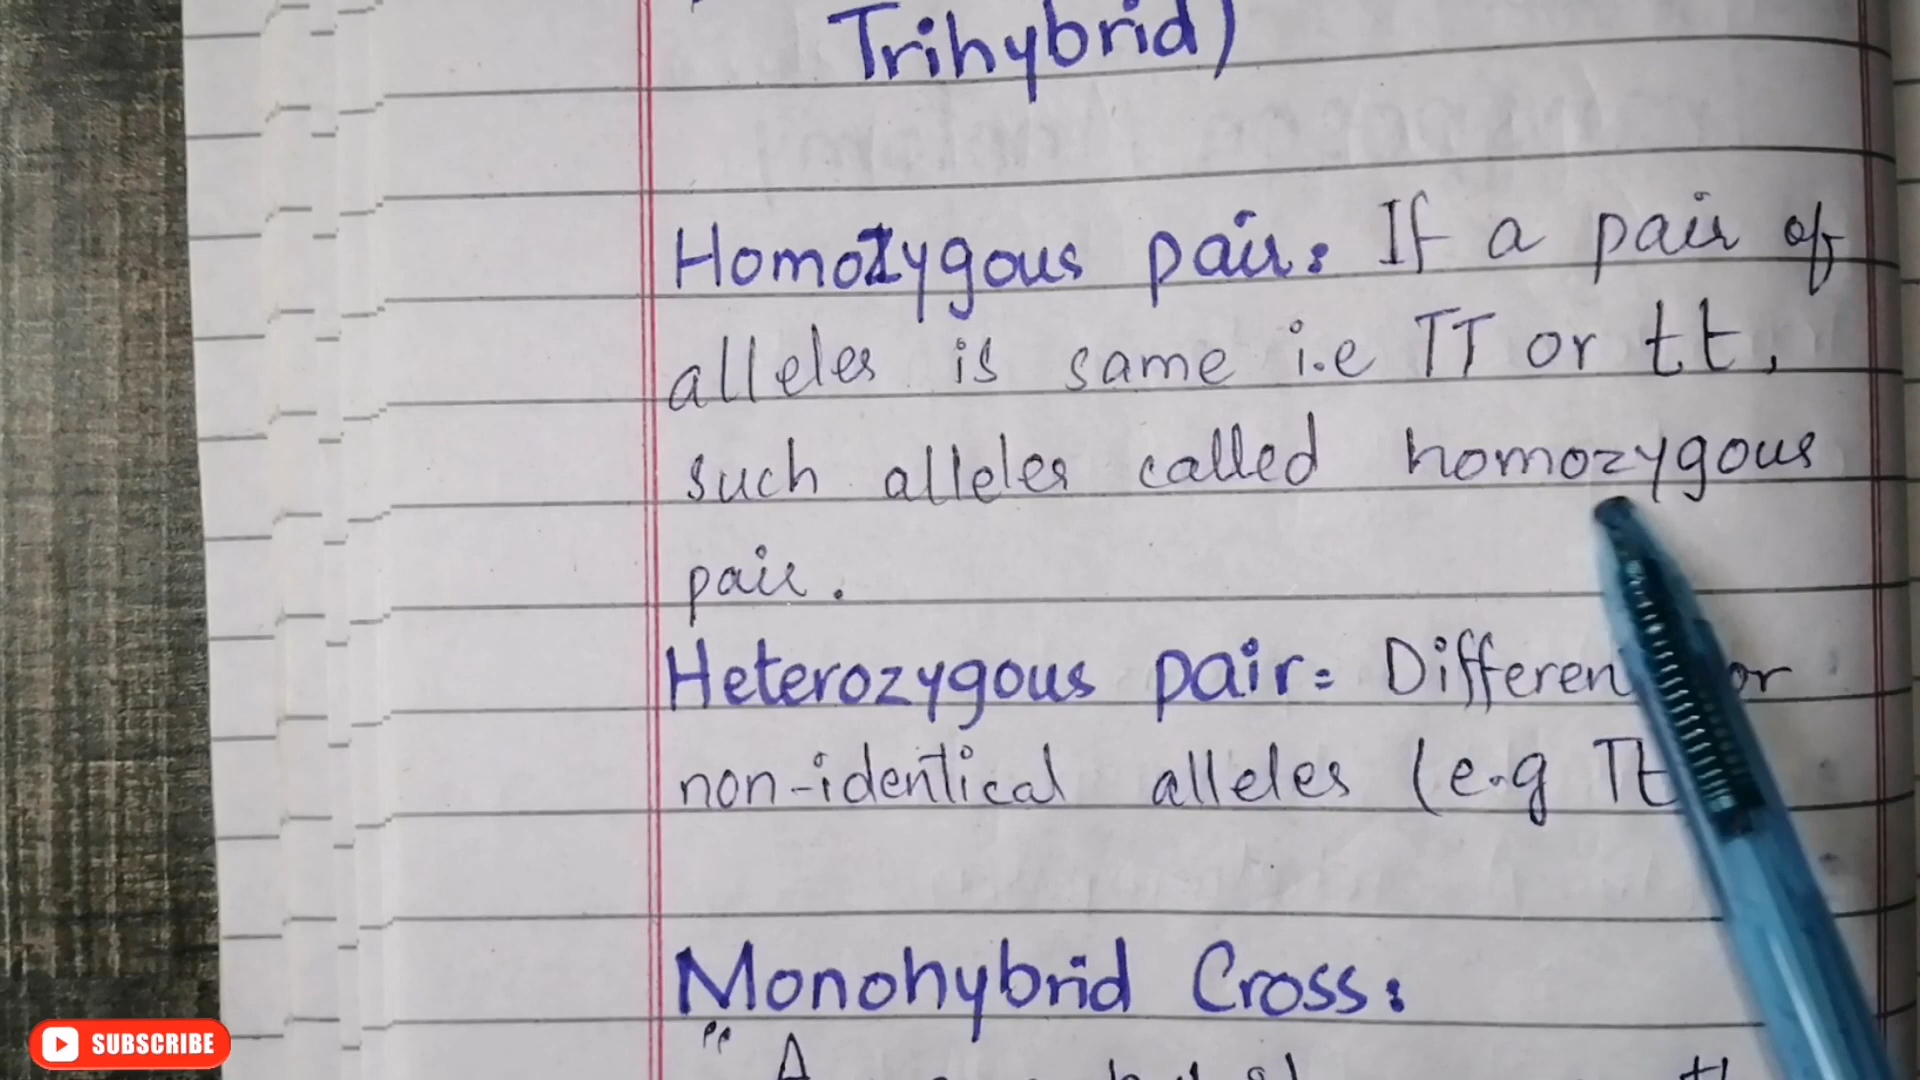 Trihybrid)
Homozygous pair: If a pair of
alleles is same i.e TT or tt,
such alleles called homozygous
pair.
Heterozygous pair: or
non-identical alleles (e.g Tt
Monohybrid Cross:
" A
SUBSCRIBE